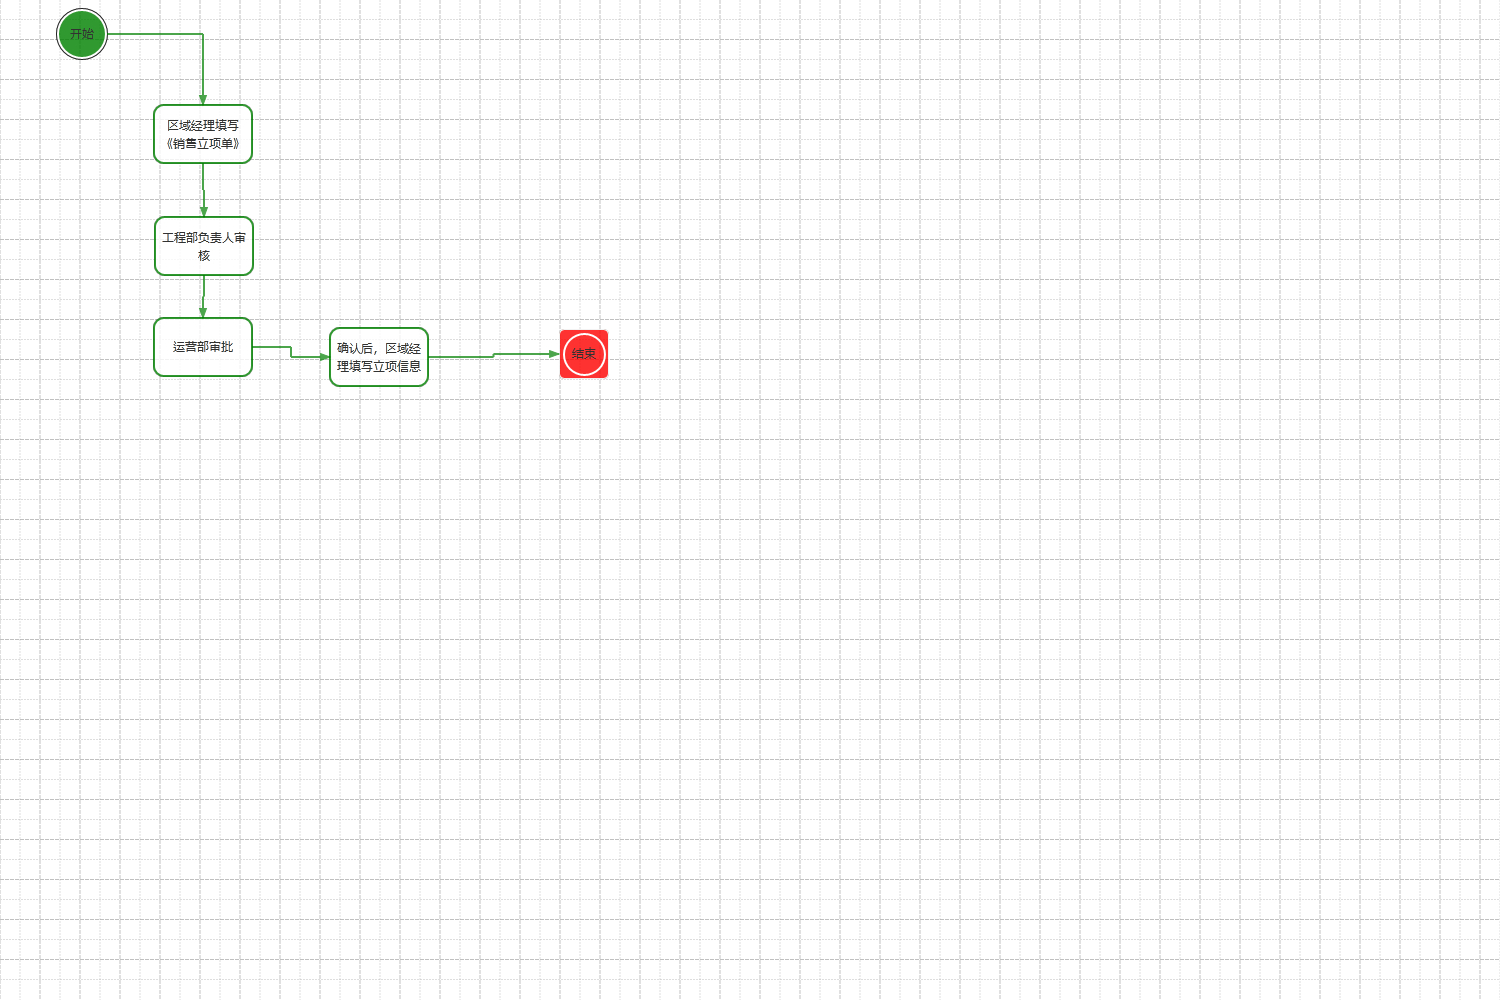 开始
区域经理填写
《销售立项单》
工程部负责人审
核
运营部审批
确认后，区域经
理填写立项信息
结束